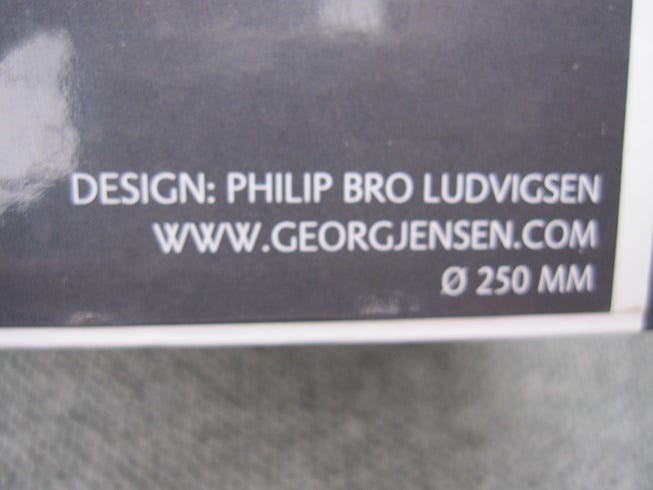 DESIGN: PHILIP BRO LUDVIGSEN
WWW.GEORGJENSEN.COM
Ø 250 MM